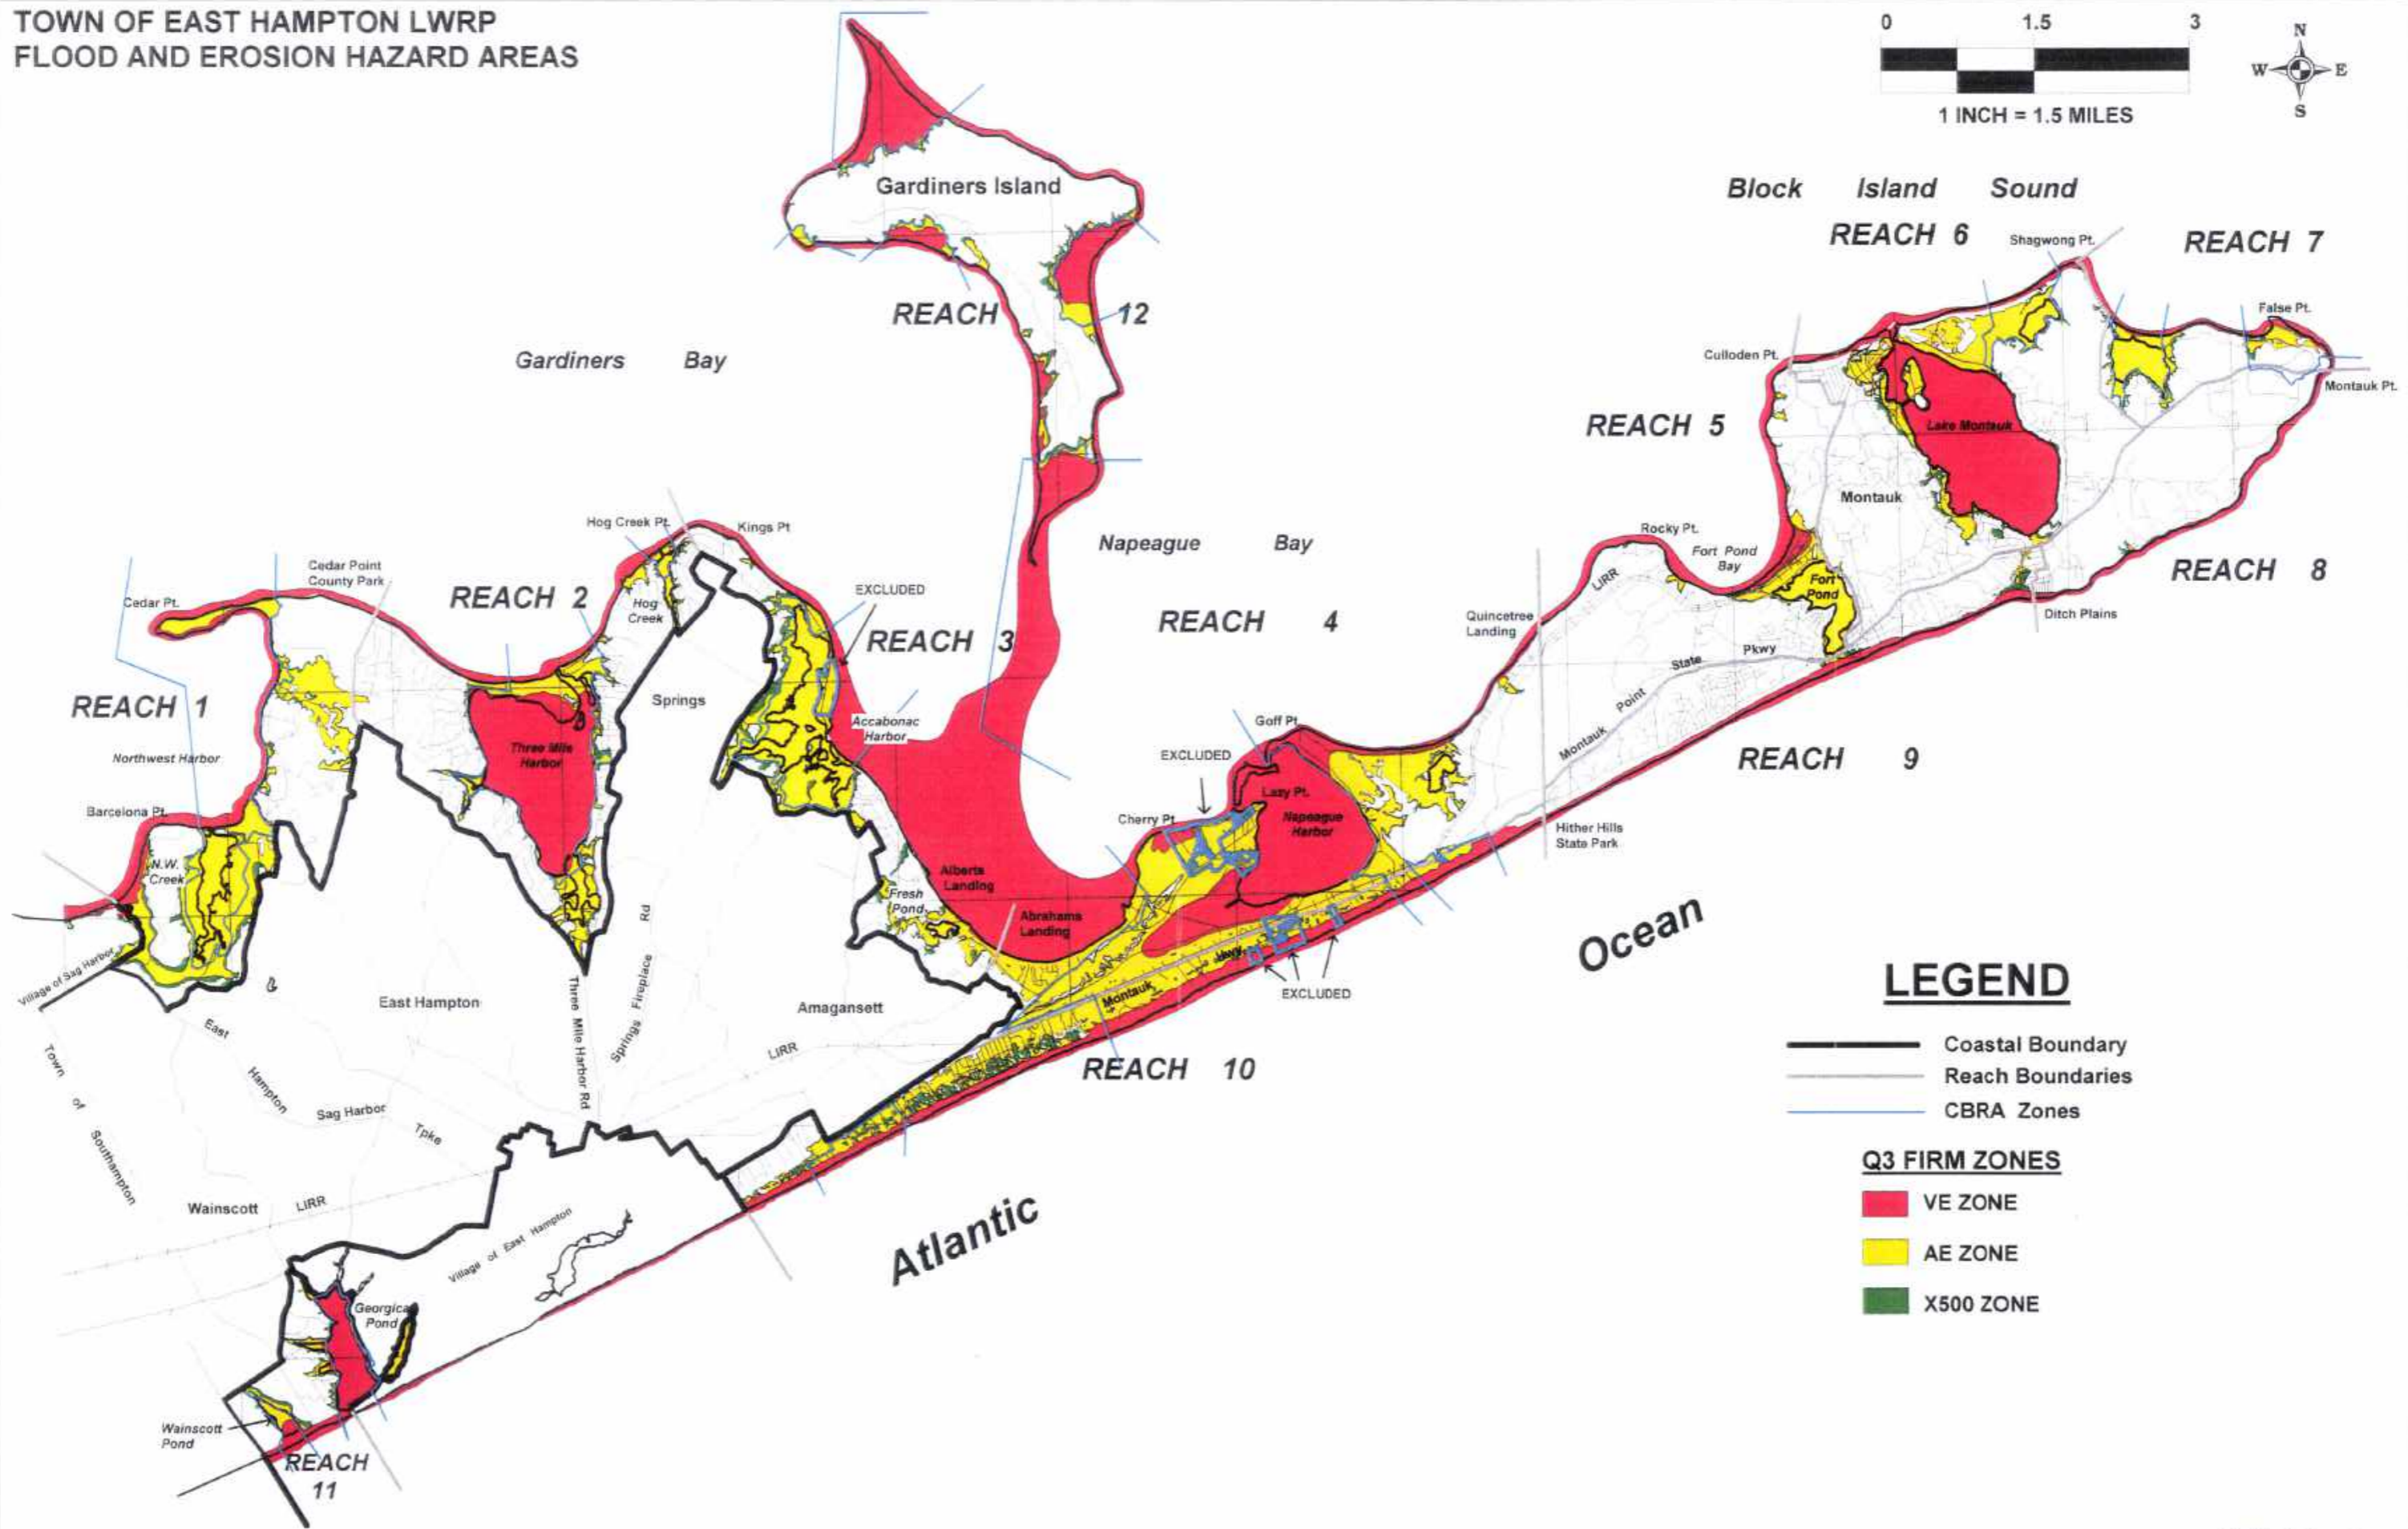 TOWN OF EAST HAMPTON LWRP
FLOOD AND EROSION HAZARD AREAS
0 1.5 3
1 INCH = 1.5 MILES
N
W E
S
Block Island Sound
REACH 6
Shagwong Pt.
REACH 7
False Pt.
Montauk Pt.
Culloden Pt.
REACH 5
Lake Montauk
Montauk
Gardiners Island
REACH 12
Gardiners Bay
Napeague Bay
Rocky Pt.
Fort Pond
Bay
Fort
Pond
REACH 8
Ditch Plains
Hog Creek Pt.
Kings Pt
Cedar Point
County Park
Cedar Pt.
REACH 2
Hog
Creek
EXCLUDED
REACH 3
REACH 4
Quincetree
Landing
LIRR
Montauk Point State Pkwy
REACH 1
Northwest Harbor
Springs
Accabonac
Harbor
Three Mile
Harbor
Goff Pt.
EXCLUDED
Lazy Pt.
Cherry Pt.
Napeague
Harbor
REACH 9
Hither Hills
State Park
Barcelona Pt.
N.W.
Creek
Alberts
Landing
Fresh
Pond
Abrahams
Landing
Village of Sag Harbor
East Hampton
Three Mile Harbor Rd
Springs Fireplace Rd
Amagansett
LIRR
Montauk Hwy
EXCLUDED
REACH 10
Atlantic Ocean
Town of Southampton
East Hampton Sag Harbor Tpke
Wainscott
LIRR
Village of East Hampton
Georgica
Pond
Wainscott
Pond
REACH
11
LEGEND
Coastal Boundary
Reach Boundaries
CBRA Zones
Q3 FIRM ZONES
VE ZONE
AE ZONE
X500 ZONE